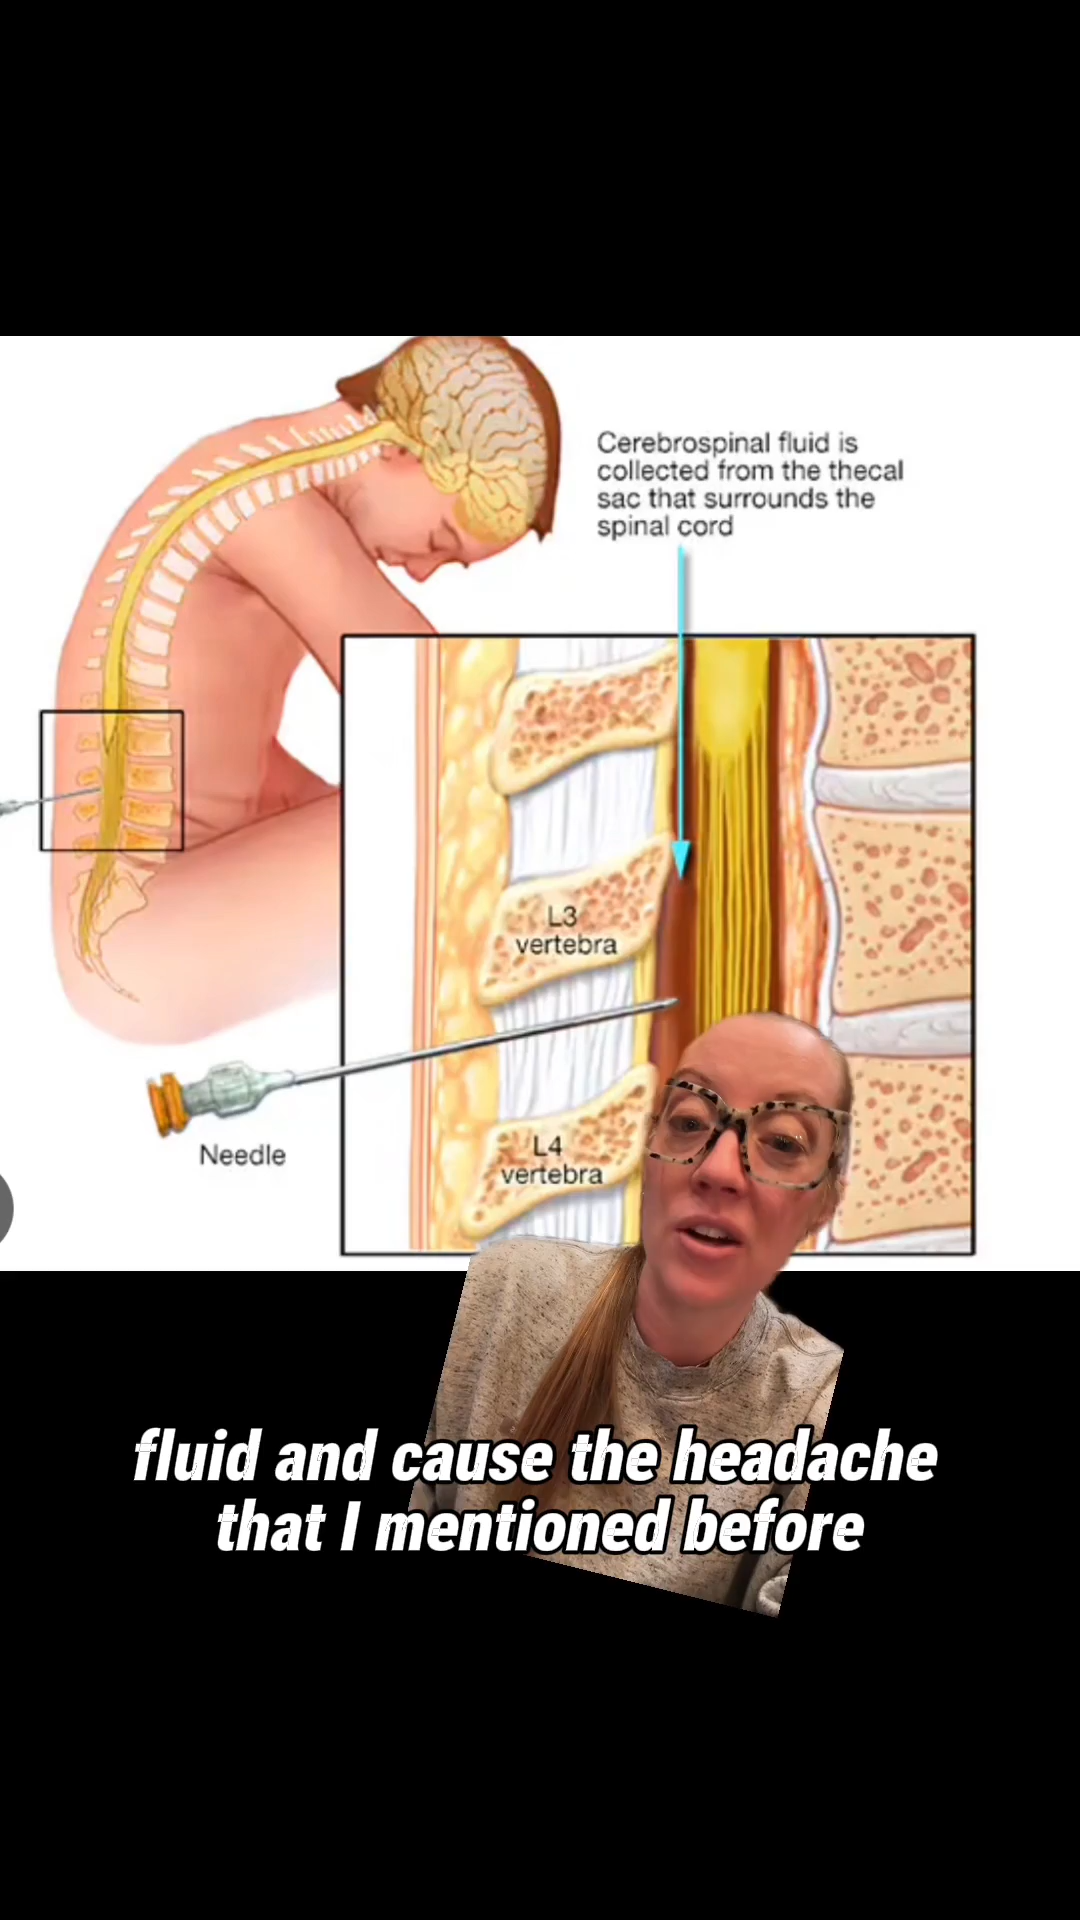 Cerebrospinal fluid is
collected from the thecal
sac that surrounds the
spinal cord
L3
vertebra
Needle
L4
vertebra
fluid and cause the headache
that I mentioned before